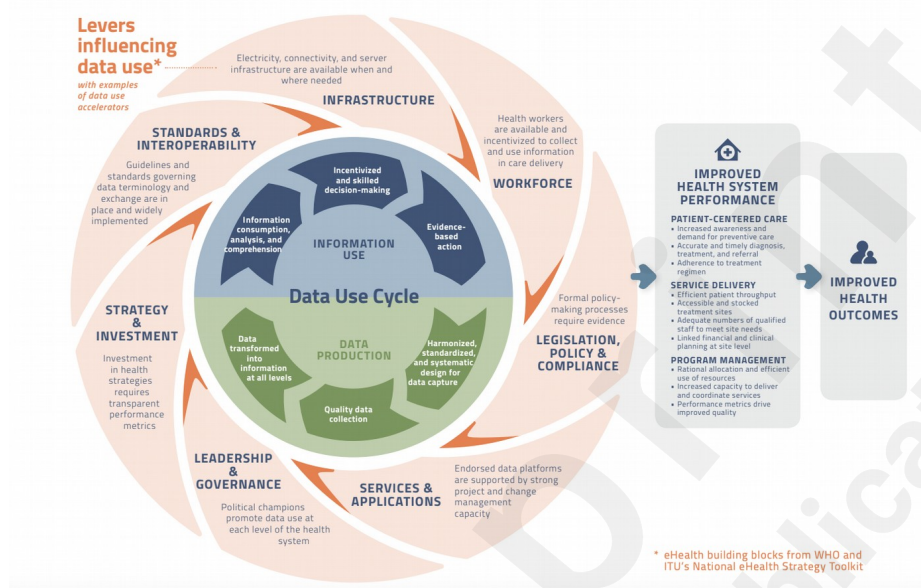 Levers
influencing
data use*
with examples
of data use
accelerators
Electricity, connectivity, and server
infrastructure are available when and
where needed
INFRASTRUCTURE
Health workers
are available and
incentivized to collect
and use information
in care delivery
WORKFORCE
Formal policy-
making processes
require evidence
LEGISLATION,
POLICY &
COMPLIANCE
Endorsed data platforms
are supported by strong
project and change
management
capacity
SERVICES &
APPLICATIONS
LEADERSHIP
&
GOVERNANCE
Political champions
promote data use at
each level of the health
system
STRATEGY
&
INVESTMENT
Investment
in health
strategies
requires
transparent
performance
metrics
STANDARDS &
INTEROPERABILITY
Guidelines and
standards governing
data terminology and
exchange are in
place and widely
implemented
Data Use Cycle
INFORMATION
USE
Information
consumption,
analysis, and
comprehension
Incentivized
and skilled
decision-making
Evidence-
based
action
DATA
PRODUCTION
Harmonized,
standardized,
and systematic
design for
data capture
Quality data
collection
Data
transformed
into
information
at all levels
IMPROVED
HEALTH SYSTEM
PERFORMANCE
PATIENT-CENTERED CARE
• Increased awareness and
demand for preventive care
• Accurate and timely diagnosis,
treatment, and referral
• Adherence to treatment
regimen
SERVICE DELIVERY
• Efficient patient throughput
• Accessible and stocked
treatment sites
• Adequate numbers of qualified
staff to meet site needs
• Linked financial and clinical
planning at site level
PROGRAM MANAGEMENT
• Rational allocation and efficient
use of resources
• Increased capacity to deliver
and coordinate services
• Performance metrics drive
improved quality
IMPROVED
HEALTH
OUTCOMES
* eHealth building blocks from WHO and
ITU's National eHealth Strategy Toolkit